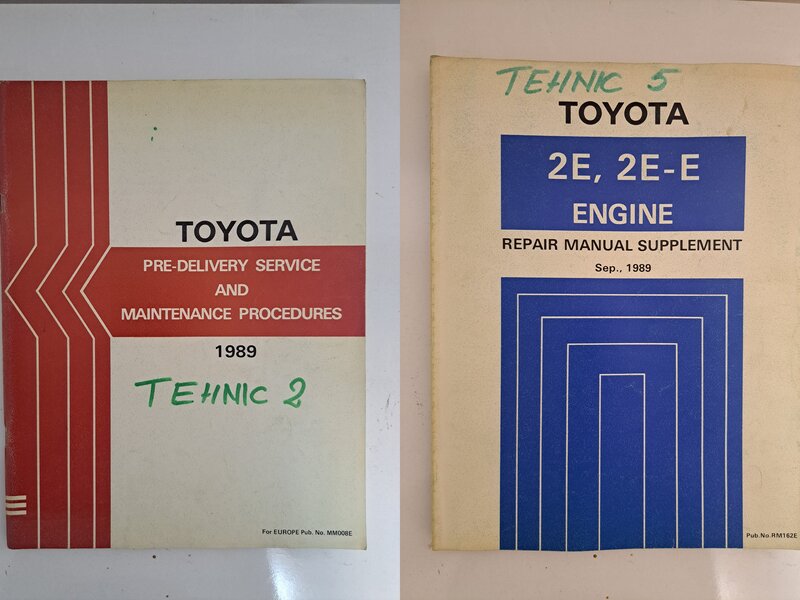 TOYOTA
PRE-DELIVERY SERVICE
AND
MAINTENANCE PROCEDURES
1989
TEHNIC 2
For EUROPE Pub. No. MM008E
TEHNIC 5
TOYOTA
2E, 2E-E
ENGINE
REPAIR MANUAL SUPPLEMENT
Sep., 1989
Pub.No.RM162E